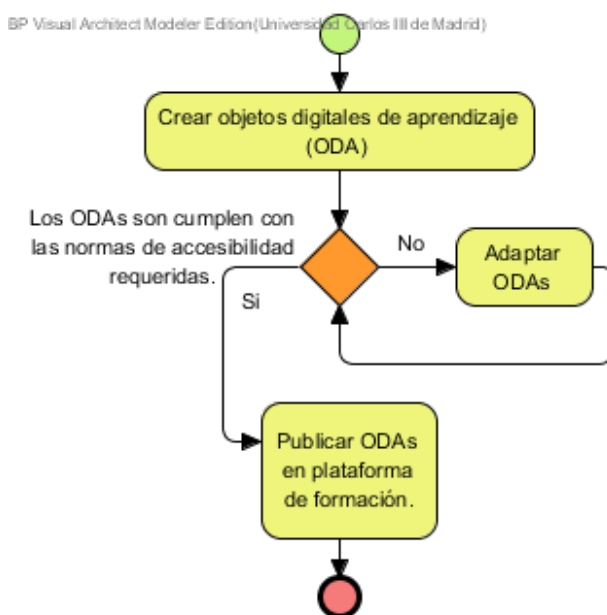 BP Visual Architect Modeler Edition(Universidad Carlos III de Madrid)
Crear objetos digitales de aprendizaje
(ODA)
Los ODAs son cumplen con
las normas de accesibilidad
requeridas.
No
Adaptar
ODAs
Si
Publicar ODAs
en plataforma
de formación.